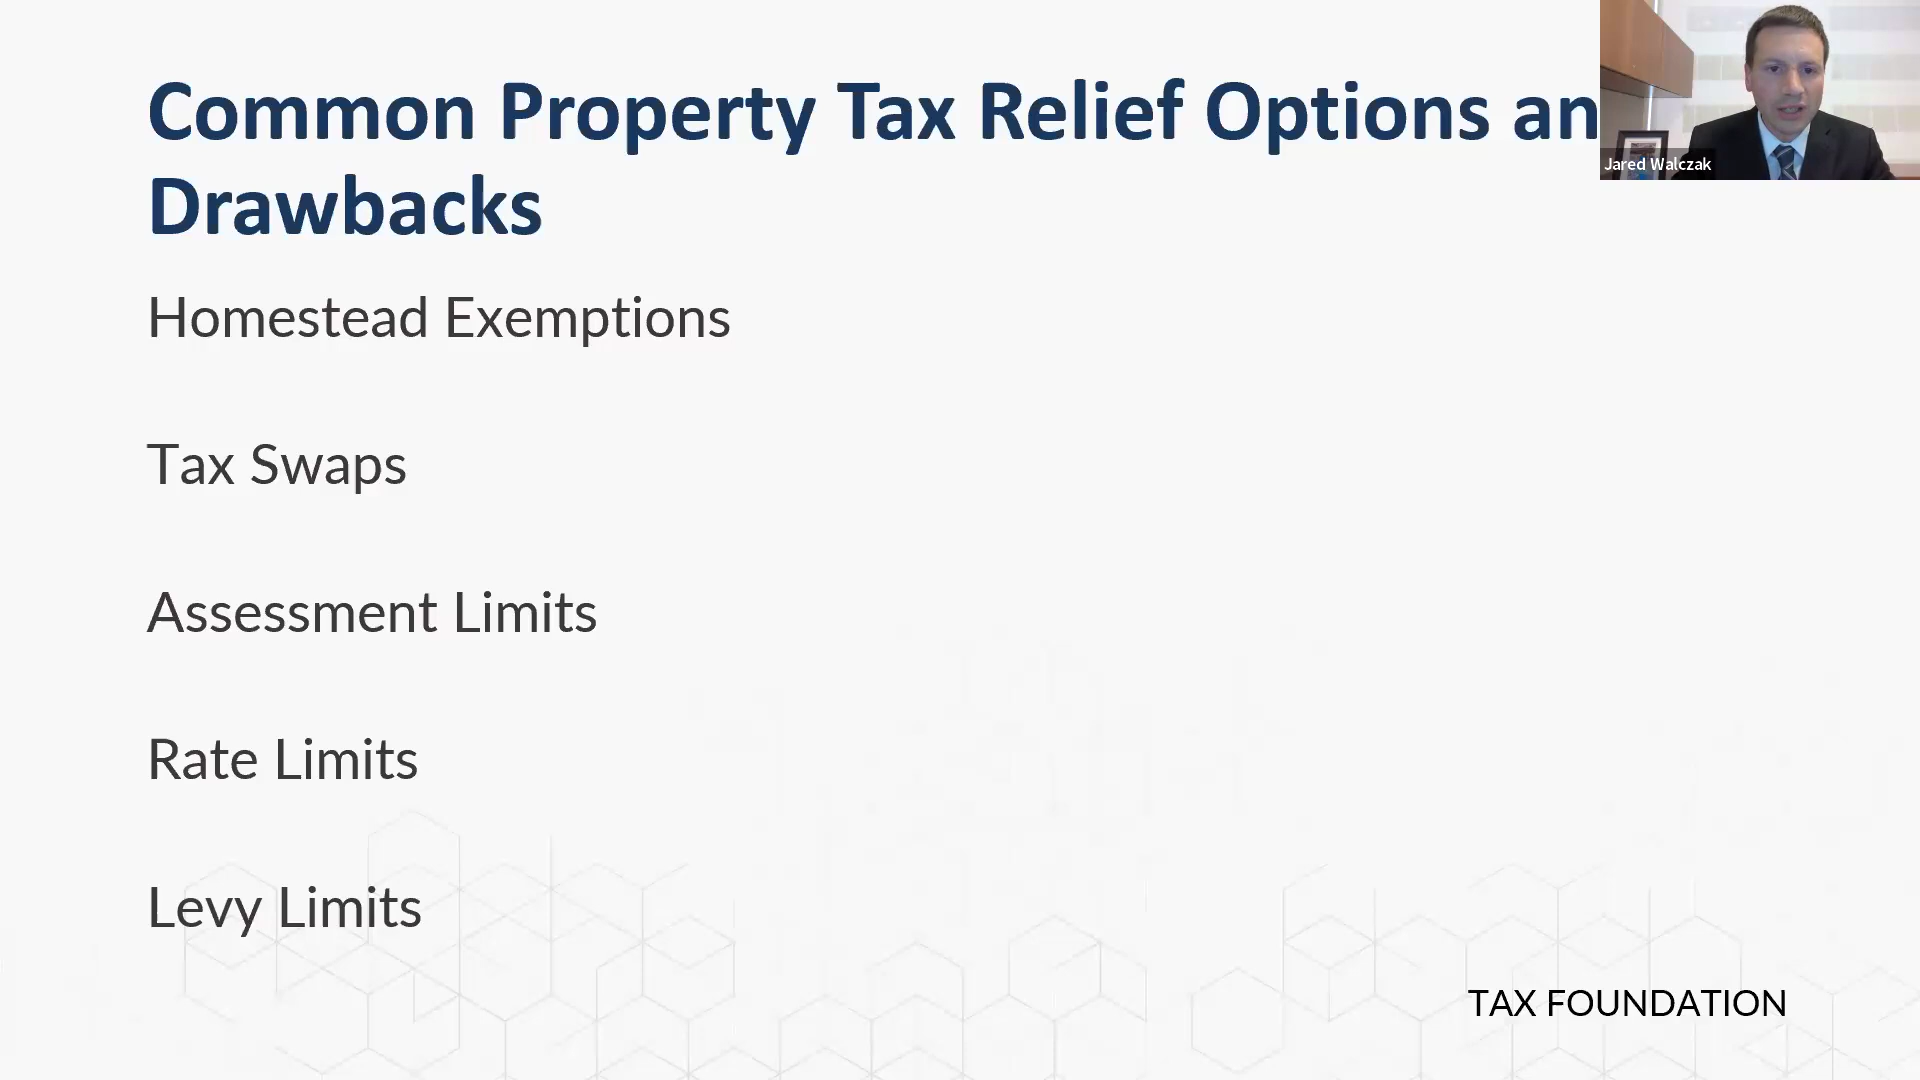 Common Property Tax Relief Options an
Drawbacks
Jared Walczak
Homestead Exemptions
Tax Swaps
Assessment Limits
Rate Limits
Levy Limits
TAX FOUNDATION